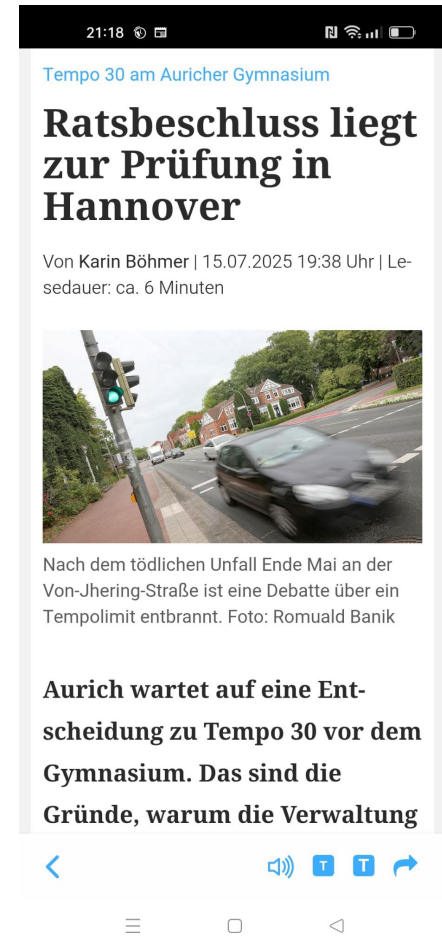 21:18
Tempo 30 am Auricher Gymnasium
Ratsbeschluss liegt
zur Prüfung in
Hannover
Von Karin Böhmer | 15.07.2025 19:38 Uhr | Le-
sedauer: ca. 6 Minuten
Nach dem tödlichen Unfall Ende Mai an der
Von-Jhering-Straße ist eine Debatte über ein
Tempolimit entbrannt. Foto: Romuald Banik
Aurich wartet auf eine Ent-
scheidung zu Tempo 30 vor dem
Gymnasium. Das sind die
Gründe, warum die Verwaltung
T T